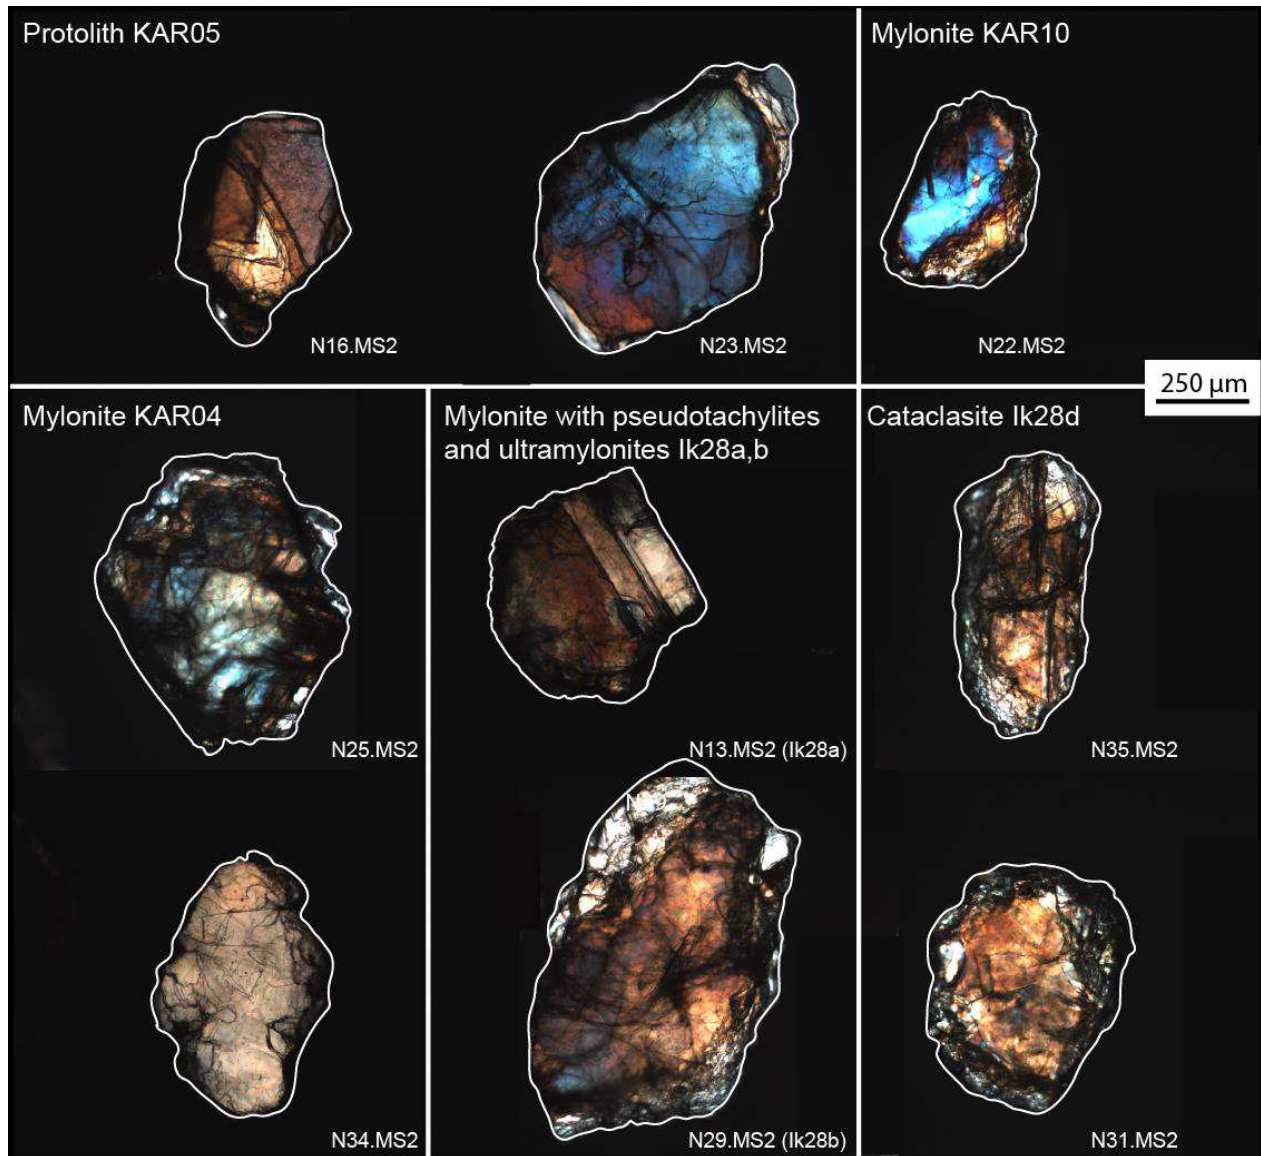 Protolith KAR05
Mylonite KAR10
N16.MS2
N23.MS2
N22.MS2
250 µm
Mylonite KAR04
Mylonite with pseudotachylites
and ultramylonites Ik28a,b
Cataclasite Ik28d
N25.MS2
N13.MS2 (Ik28a)
N35.MS2
N34.MS2
N29.MS2 (Ik28b)
N31.MS2